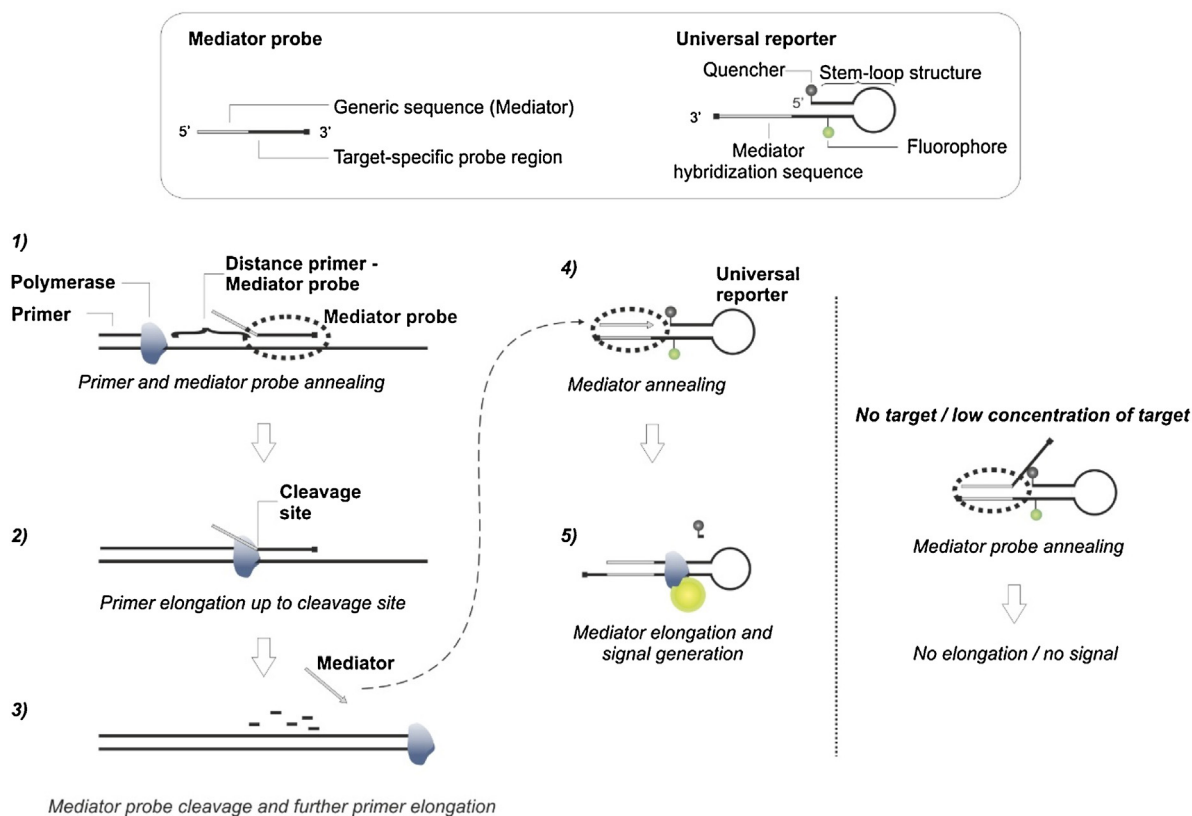 Mediator probe
Generic sequence (Mediator)
5'
3'
Target-specific probe region
Universal reporter
Quencher
Stem-loop structure
5'
3'
Mediator
hybridization sequence
Fluorophore
1)
Polymerase
Primer
Distance primer -
Mediator probe
Mediator probe
Primer and mediator probe annealing
2)
Cleavage
site
Primer elongation up to cleavage site
Mediator
3)
Mediator probe cleavage and further primer elongation
4)
Universal
reporter
Mediator annealing
5)
Mediator elongation and
signal generation
No target / low concentration of target
Mediator probe annealing
No elongation / no signal